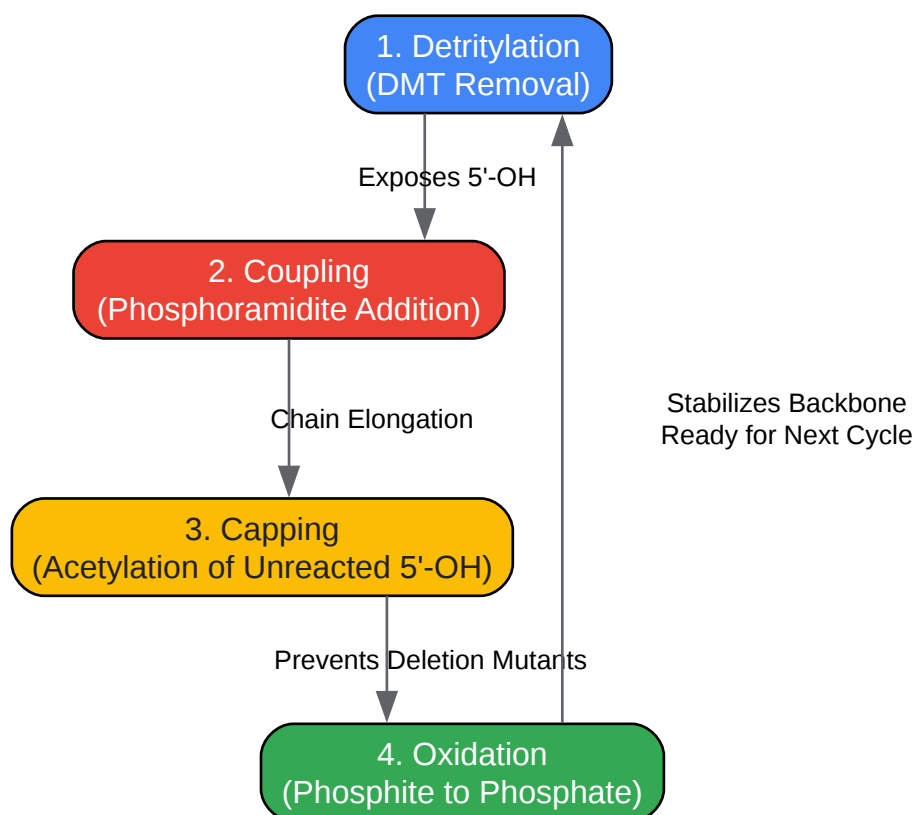 1. Detritylation
(DMT Removal)
Exposes 5'-OH
2. Coupling
(Phosphoramidite Addition)
Chain Elongation
Stabilizes Backbone
Ready for Next Cycle
3. Capping
(Acetylation of Unreacted 5'-OH)
Prevents Deletion Mutants
4. Oxidation
(Phosphite to Phosphate)